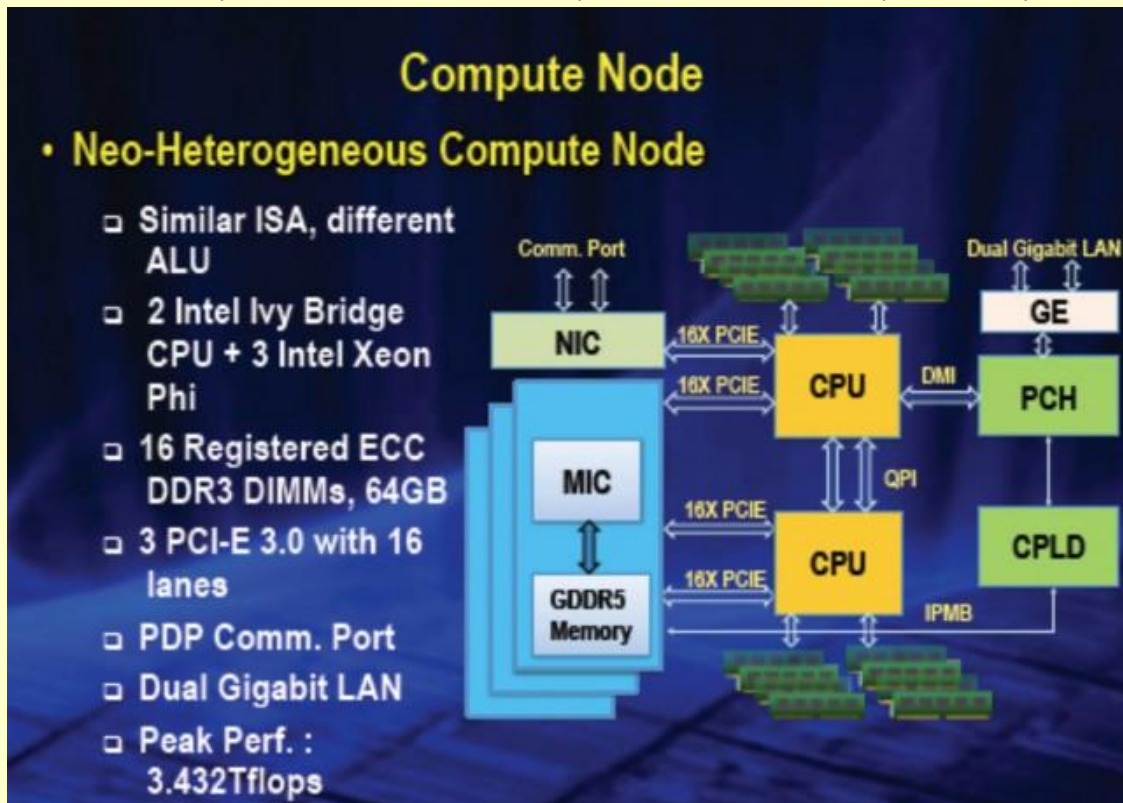 Compute Node
• Neo-Heterogeneous Compute Node
❑ Similar ISA, different
ALU
❑ 2 Intel Ivy Bridge
CPU + 3 Intel Xeon
Phi
❑ 16 Registered ECC
DDR3 DIMMs, 64GB
❑ 3 PCI-E 3.0 with 16
lanes
❑ PDP Comm. Port
❑ Dual Gigabit LAN
❑ Peak Perf. :
3.432Tflops
Comm. Port
Dual Gigabit LAN
NIC
16X PCIE
16X PCIE
CPU
DMI
GE
PCH
MIC
QPI
16X PCIE
CPU
CPLD
16X PCIE
GDDR5
Memory
IPMB